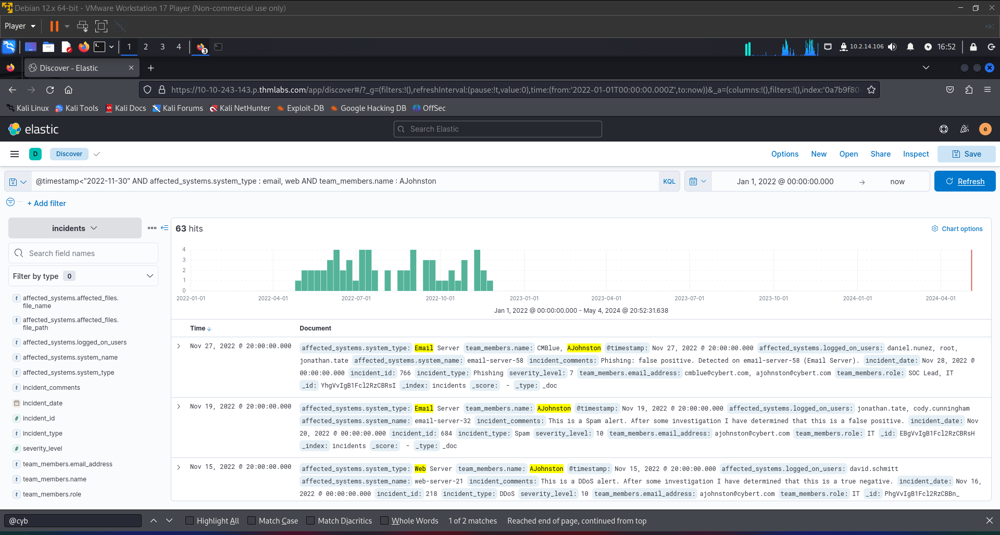 Debian 12.x 64-bit - VMware Workstation 17 Player (Non-commercial use only)
Player
1 2 3 4 3 10.2.14.106 16:52
Discover - Elastic
https://10-10-243-143.p.thmlabs.com/app/discover#/?_g=(filters:!(),refreshInterval:(pause:!t,value:0),time:(from:'2022-01-01T00:00:00.000Z',to:now))&_a=(columns:!(),filters:!(),index:'0a7b9f80-
Kali Linux Kali Tools Kali Docs Kali Forums Kali NetHunter Exploit-DB Google Hacking DB OffSec
elastic Search Elastic e
D Discover Options New Open Share Inspect Save
@timestamp<"2022-11-30" AND affected_systems.system_type : email, web AND team_members.name : AJohnston KQL Jan 1, 2022 @ 00:00:00.000 → now Refresh
+ Add filter
incidents
Search field names
Filter by type 0
t affected_systems.affected_files.
file_name
t affected_systems.affected_files.
file_path
t affected_systems.logged_on_users
t affected_systems.system_name
t affected_systems.system_type
t incident_comments
incident_date
# incident_id
t incident_type
# severity_level
t team_members.email_address
t team_members.name
t team_members.role
63 hits Chart options
4
3
2
1
0
2022-01-01 2022-04-01 2022-07-01 2022-10-01 2023-01-01 2023-04-01 2023-07-01 2023-10-01 2024-01-01 2024-04-01
Jan 1, 2022 @ 00:00:00.000 - May 4, 2024 @ 20:52:31.638
Time ↓ Document
Nov 27, 2022 @ 20:00:00.000 affected_systems.system_type: Email Server team_members.name: CMBlue, AJohnston @timestamp: Nov 27, 2022 @ 20:00:00.000 affected_systems.logged_on_users: daniel.nunez, root,
jonathan.tate affected_systems.system_name: email-server-58 incident_comments: Phishing: false positive. Detected on email-server-58 (Email Server). incident_date: Nov 28, 2022 @
00:00:00.000 incident_id: 766 incident_type: Phishing severity_level: 7 team_members.email_address: cmblue@cybert.com, ajohnston@cybert.com team_members.role: SOC Lead, IT
_id: YhgVvIgB1Fcl2RzCBRsI _index: incidents _score: - _type: _doc
Nov 19, 2022 @ 20:00:00.000 affected_systems.system_type: Email Server team_members.name: AJohnston @timestamp: Nov 19, 2022 @ 20:00:00.000 affected_systems.logged_on_users: jonathan.tate, cody.cunningham
affected_systems.system_name: email-server-32 incident_comments: This is a Spam alert. After some investigation I have determined that this is a false positive. incident_date: Nov
20, 2022 @ 00:00:00.000 incident_id: 684 incident_type: Spam severity_level: 10 team_members.email_address: ajohnston@cybert.com team_members.role: IT _id: EBgVvIgB1Fcl2RzCBRsH
_index: incidents _score: - _type: _doc
Nov 15, 2022 @ 20:00:00.000 affected_systems.system_type: Web Server team_members.name: AJohnston @timestamp: Nov 15, 2022 @ 20:00:00.000 affected_systems.logged_on_users: david.schmitt
affected_systems.system_name: web-server-21 incident_comments: This is a DDoS alert. After some investigation I have determined that this is a true negative. incident_date: Nov 16,
2022 @ 00:00:00.000 incident_id: 218 incident_type: DDoS severity_level: 10 team_members.email_address: ajohnston@cybert.com team_members.role: IT _id: PhgVvIgB1Fcl2RzCBBn_
@cyb Highlight All Match Case Match Diacritics Whole Words 1 of 2 matches Reached end of page, continued from top